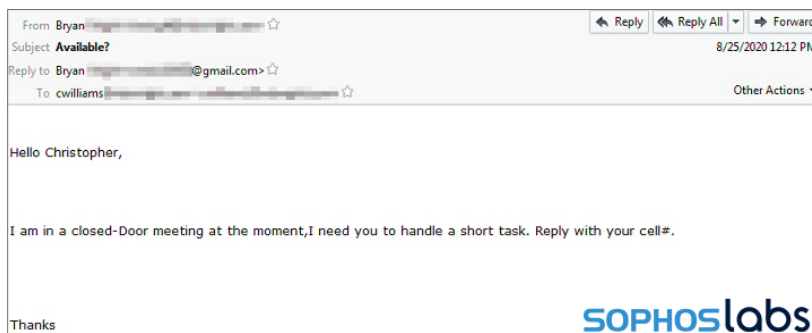 From Bryan
Reply
Reply All
Forward
Subject Available?
8/25/2020 12:12 PM
Reply to Bryan @gmail.com>
To cwilliams
Other Actions
Hello Christopher,
I am in a closed-Door meeting at the moment,I need you to handle a short task. Reply with your cell#.
Thanks
SOPHOSlabs